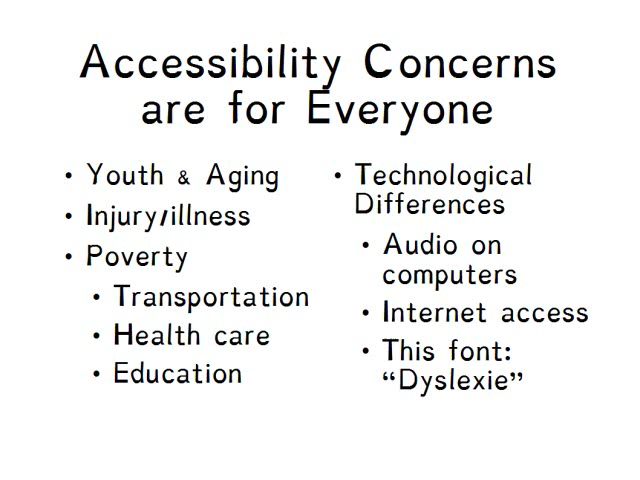 Accessibility Concerns
are for Everyone
• Youth & Aging
• Injury/illness
• Poverty
• Transportation
• Health care
• Education
• Technological
Differences
• Audio on
computers
• Internet access
• This font:
“Dyslexie”